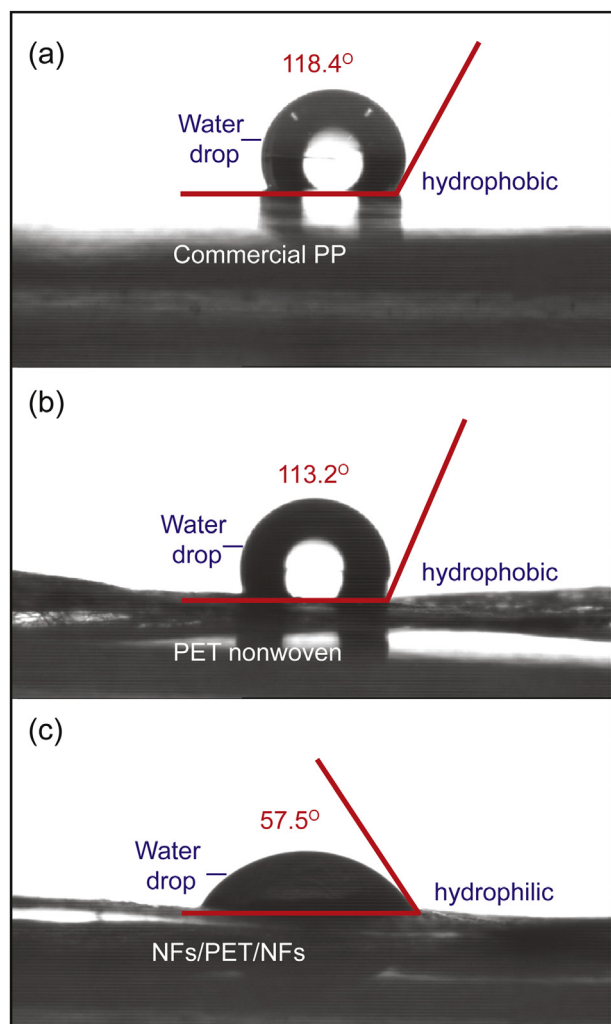 (a)
118.4°
Water
drop
hydrophobic
Commercial PP
(b)
113.2°
Water
drop
hydrophobic
PET nonwoven
(c)
57.5°
Water
drop
hydrophilic
NFs/PET/NFs